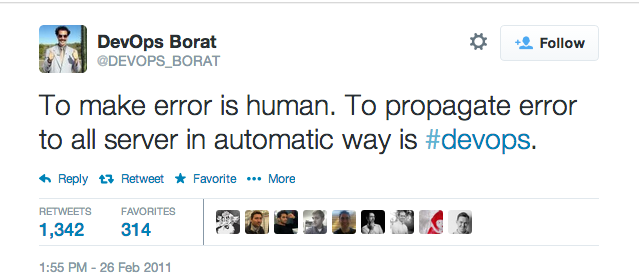 DevOps Borat
@DEVOPS_BORAT
Follow
To make error is human. To propagate error
to all server in automatic way is #devops.
Reply Retweet Favorite More
RETWEETS FAVORITES
1,342 314
1:55 PM - 26 Feb 2011